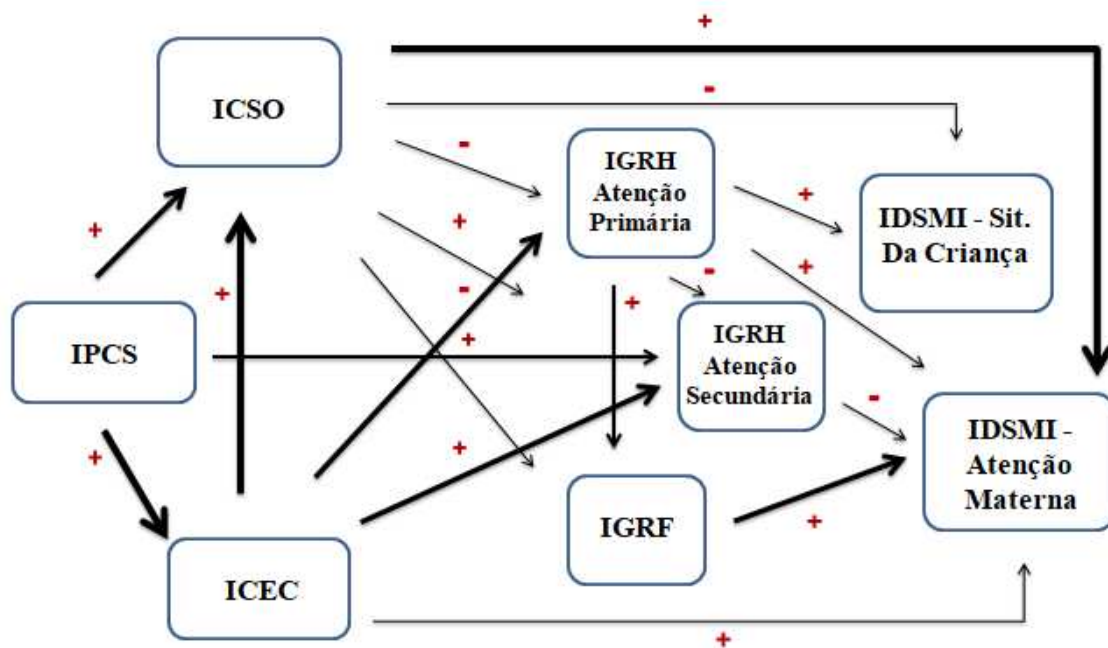 +
ICSO
-
-
IGRH
Atenção
Primária
+
IDSMI - Sit.
Da Criança
+
+
+
-
-
+
+
+
IPCS
IGRH
Atenção
Secundária
-
+
+
IDSMI -
Atenção
Materna
IGRF
+
ICEC
+